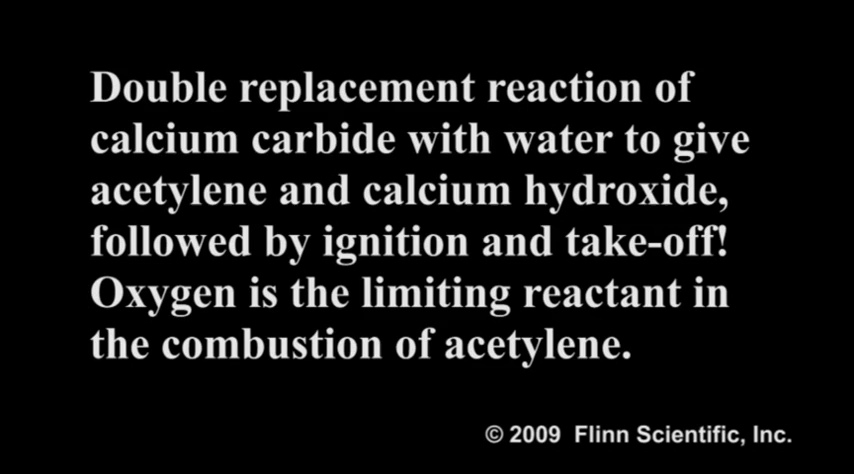 Double replacement reaction of
calcium carbide with water to give
acetylene and calcium hydroxide,
followed by ignition and take-off!
Oxygen is the limiting reactant in
the combustion of acetylene.
© 2009 Flinn Scientific, Inc.